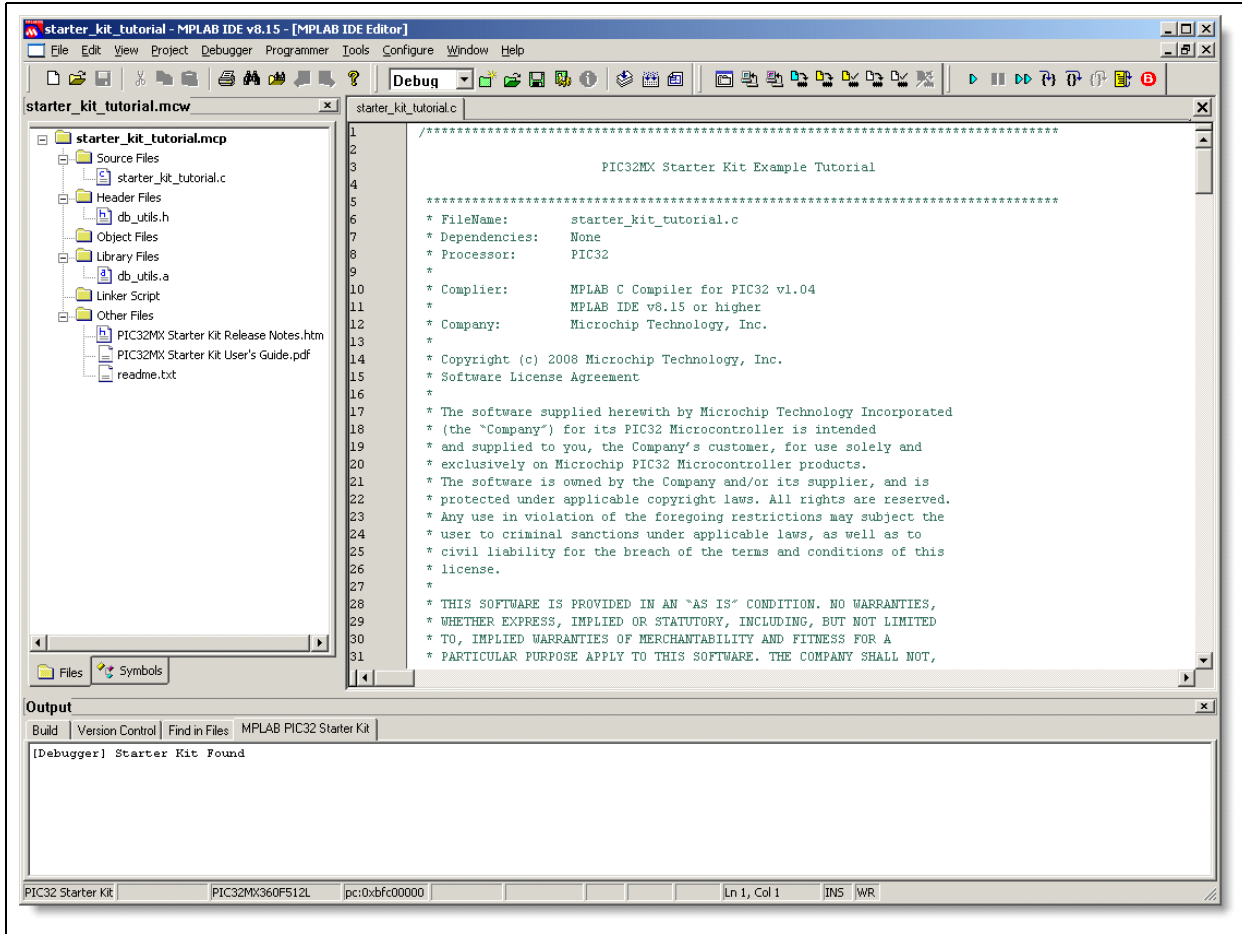 starter_kit_tutorial - MPLAB IDE v8.15 - [MPLAB IDE Editor]
File Edit View Project Debugger Programmer Tools Configure Window Help
Debug
starter_kit_tutorial.mcw
starter_kit_tutorial.mcp
Source Files
starter_kit_tutorial.c
Header Files
db_utils.h
Object Files
Library Files
db_utils.a
Linker Script
Other Files
PIC32MX Starter Kit Release Notes.htm
PIC32MX Starter Kit User's Guide.pdf
readme.txt
Files Symbols
starter_kit_tutorial.c
1 /***********************************************************************************
2
3 PIC32MX Starter Kit Example Tutorial
4
5 ***********************************************************************************
6 * FileName: starter_kit_tutorial.c
7 * Dependencies: None
8 * Processor: PIC32
9 *
10 * Complier: MPLAB C Compiler for PIC32 v1.04
11 * MPLAB IDE v8.15 or higher
12 * Company: Microchip Technology, Inc.
13 *
14 * Copyright (c) 2008 Microchip Technology, Inc.
15 * Software License Agreement
16 *
17 * The software supplied herewith by Microchip Technology Incorporated
18 * (the “Company”) for its PIC32 Microcontroller is intended
19 * and supplied to you, the Company’s customer, for use solely and
20 * exclusively on Microchip PIC32 Microcontroller products.
21 * The software is owned by the Company and/or its supplier, and is
22 * protected under applicable copyright laws. All rights are reserved.
23 * Any use in violation of the foregoing restrictions may subject the
24 * user to criminal sanctions under applicable laws, as well as to
25 * civil liability for the breach of the terms and conditions of this
26 * license.
27 *
28 * THIS SOFTWARE IS PROVIDED IN AN “AS IS” CONDITION. NO WARRANTIES,
29 * WHETHER EXPRESS, IMPLIED OR STATUTORY, INCLUDING, BUT NOT LIMITED
30 * TO, IMPLIED WARRANTIES OF MERCHANTABILITY AND FITNESS FOR A
31 * PARTICULAR PURPOSE APPLY TO THIS SOFTWARE. THE COMPANY SHALL NOT,
Output
Build Version Control Find in Files MPLAB PIC32 Starter Kit
[Debugger] Starter Kit Found
PIC32 Starter Kit PIC32MX360F512L pc:0xbfc00000 Ln 1, Col 1 INS WR